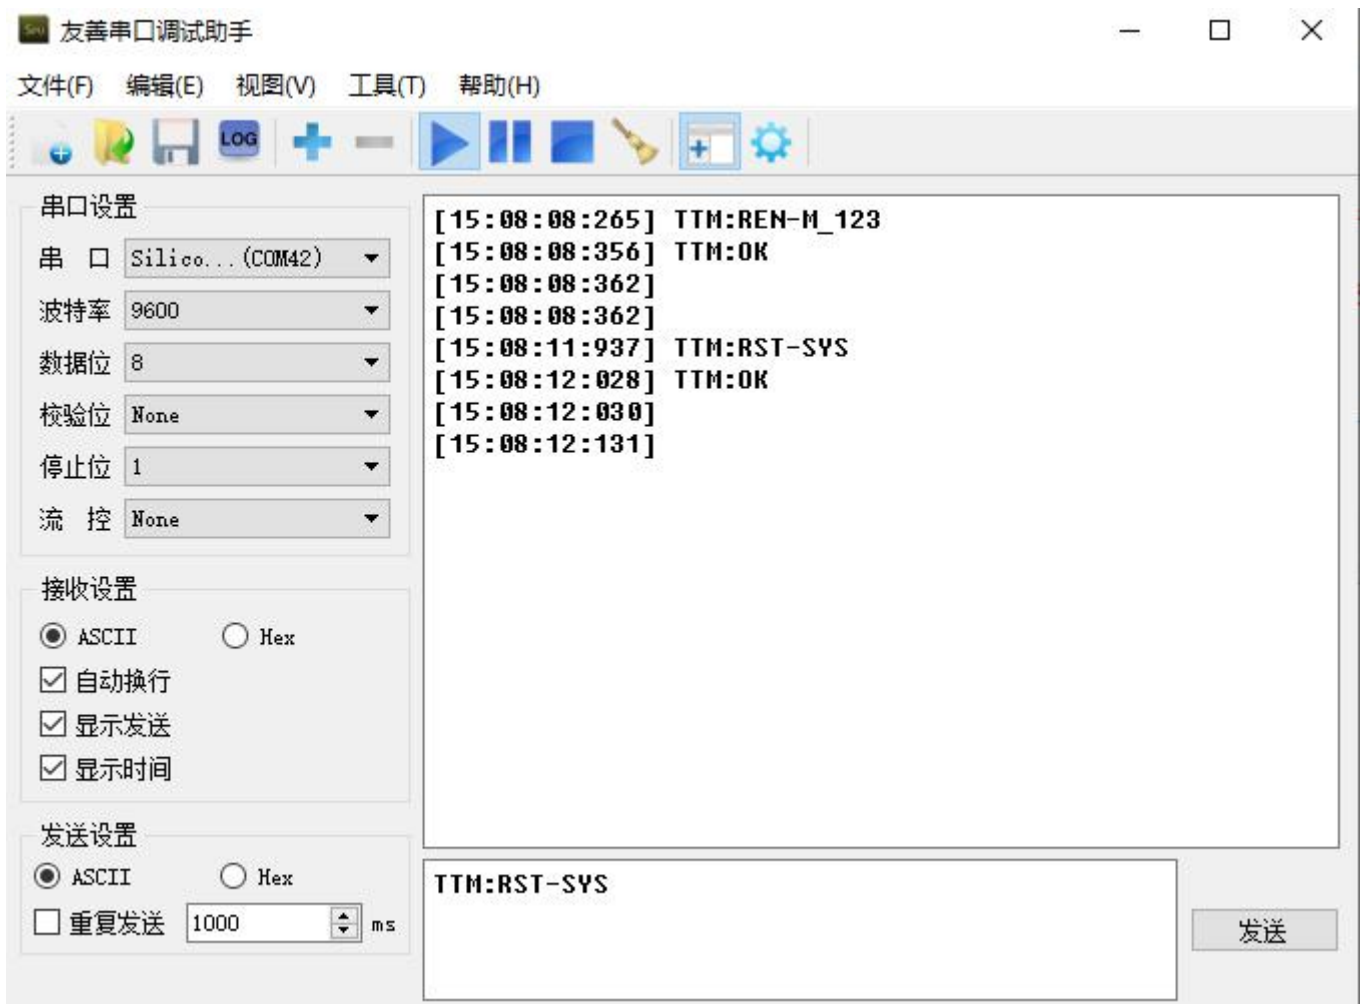 友善串口调试助手
文件(F) 编辑(E) 视图(V) 工具(T) 帮助(H)
LOG
串口设置
串 口 Silico...(COM42)
波特率 9600
数据位 8
校验位 None
停止位 1
流 控 None
接收设置
ASCII Hex
自动换行
显示发送
显示时间
发送设置
ASCII Hex
重复发送 1000 ms
[15:08:08:265] TTM:REN-M_123
[15:08:08:356] TTM:OK
[15:08:08:362]
[15:08:08:362]
[15:08:11:937] TTM:RST-SYS
[15:08:12:028] TTM:OK
[15:08:12:030]
[15:08:12:131]
TTM:RST-SYS
发送